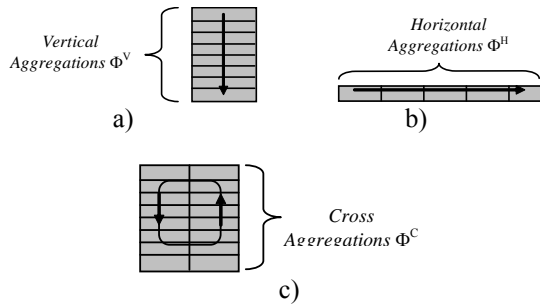 Vertical
Aggregations Φ^V
a)
Horizontal
Aggregations Φ^H
b)
Cross
Aggregations Φ^C
c)